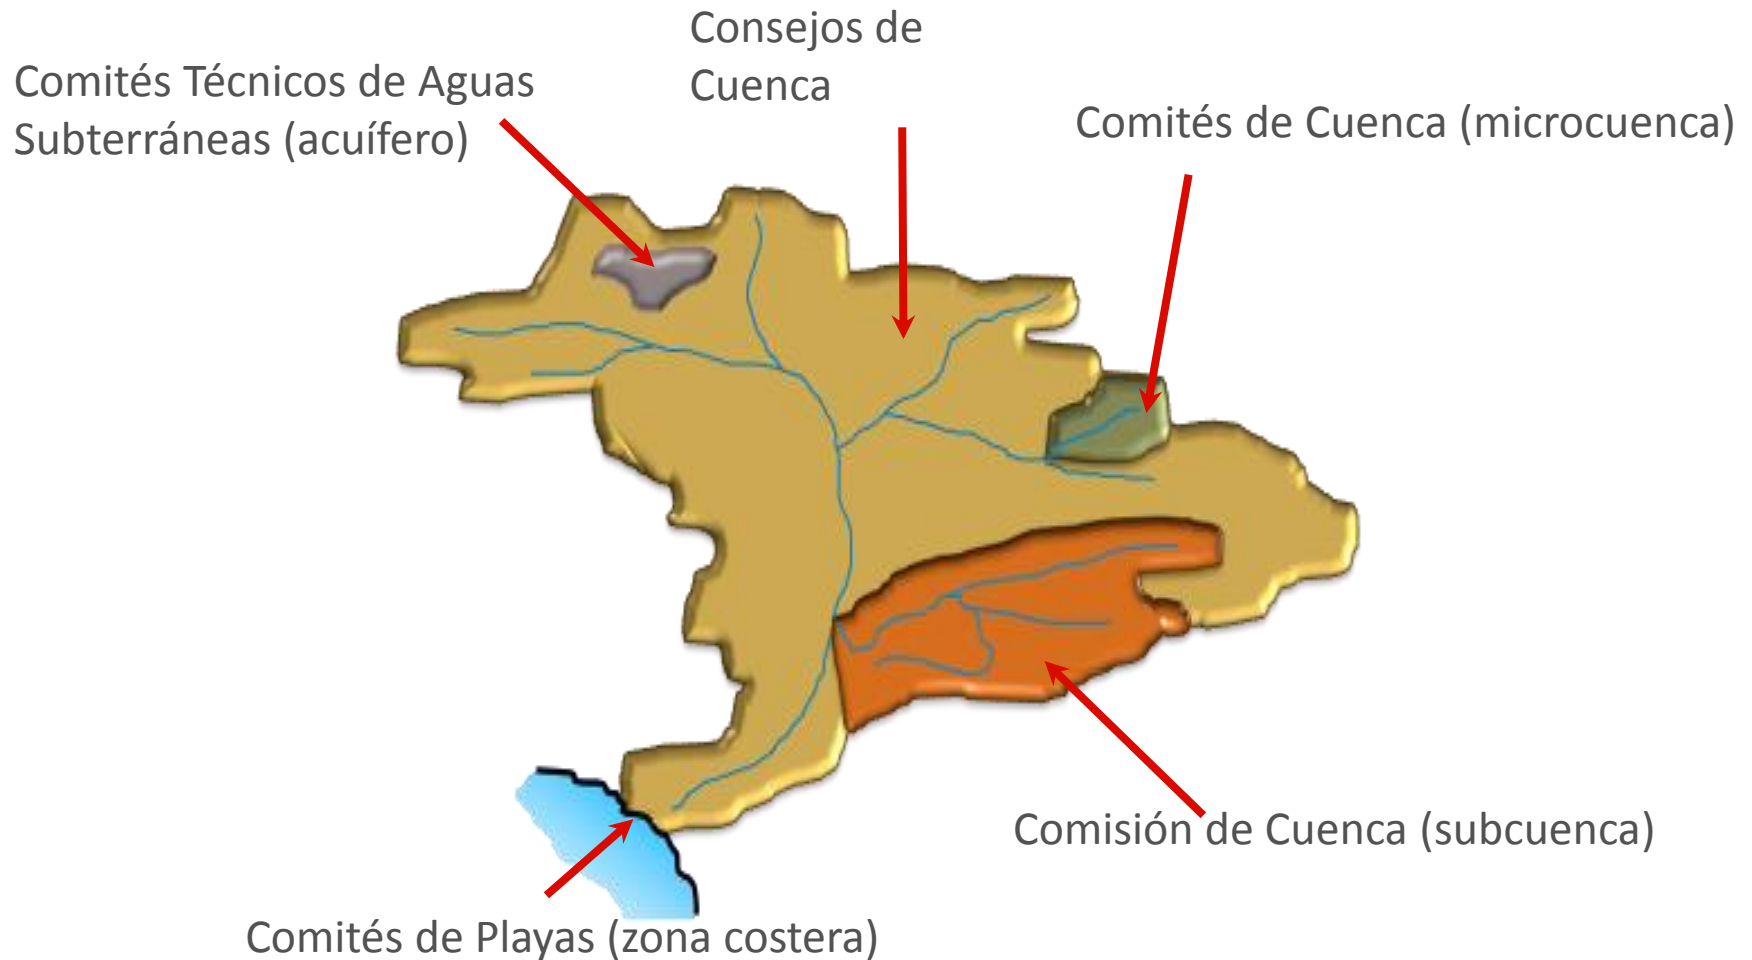 Consejos de
Cuenca
Comités Técnicos de Aguas
Subterráneas (acuífero)
Comités de Cuenca (microcuenca)
Comisión de Cuenca (subcuenca)
Comités de Playas (zona costera)